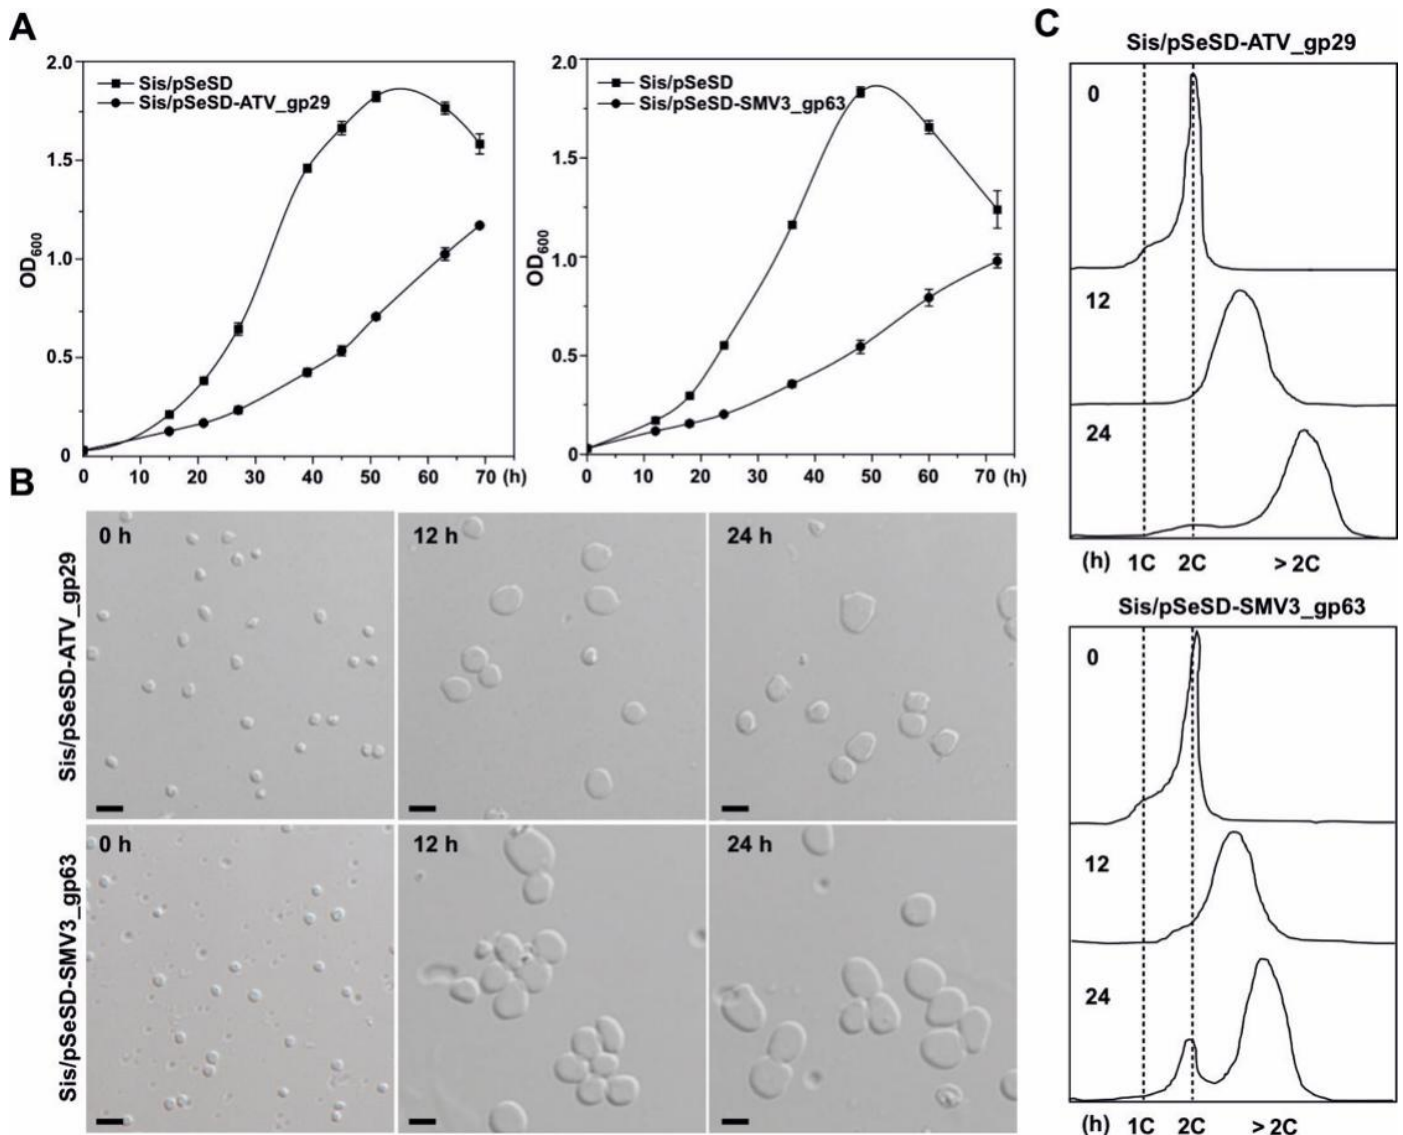 A
2.0
1.5
1.0
0.5
0
OD600
Sis/pSeSD
Sis/pSeSD-ATV_gp29
0 10 20 30 40 50 60 70 (h)
2.0
1.5
1.0
0.5
0
OD600
Sis/pSeSD
Sis/pSeSD-SMV3_gp63
0 10 20 30 40 50 60 70 (h)
B
Sis/pSeSD-ATV_gp29
0 h
12 h
24 h
Sis/pSeSD-SMV3_gp63
0 h
12 h
24 h
C
Sis/pSeSD-ATV_gp29
0
12
24
(h) 1C 2C > 2C
Sis/pSeSD-SMV3_gp63
0
12
24
(h) 1C 2C > 2C